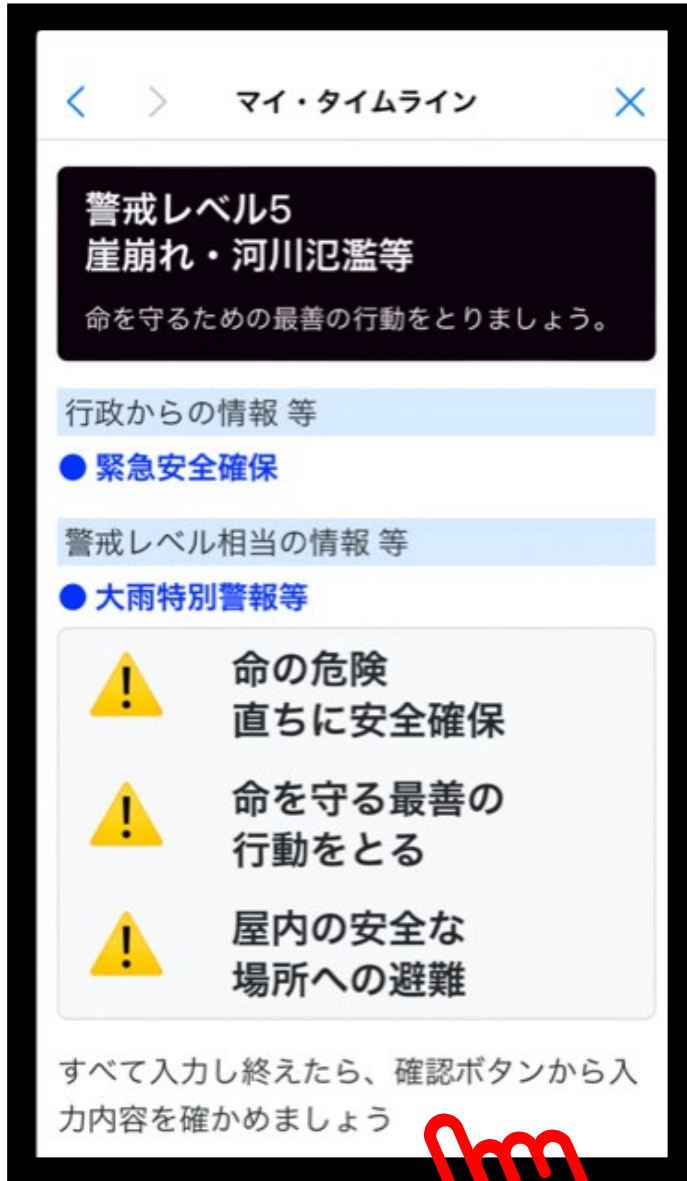 マイ・タイムライン
警戒レベル5
崖崩れ・河川氾濫等
命を守るための最善の行動をとりましょう。
行政からの情報 等
● 緊急安全確保
警戒レベル相当の情報 等
● 大雨特別警報等
命の危険
直ちに安全確保
命を守る最善の
行動をとる
屋内の安全な
場所への避難
すべて入力し終えたら、確認ボタンから入
力内容を確かめましょう